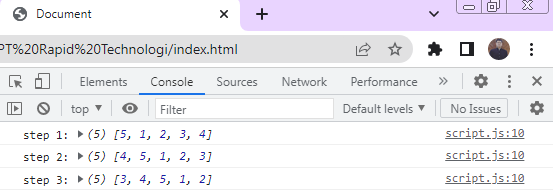 Document
PT%20Rapid%20Technologi/index.html
Elements Console Sources Network Performance »
top Filter Default levels No Issues
step 1: (5) [5, 1, 2, 3, 4] script.js:10
step 2: (5) [4, 5, 1, 2, 3] script.js:10
step 3: (5) [3, 4, 5, 1, 2] script.js:10